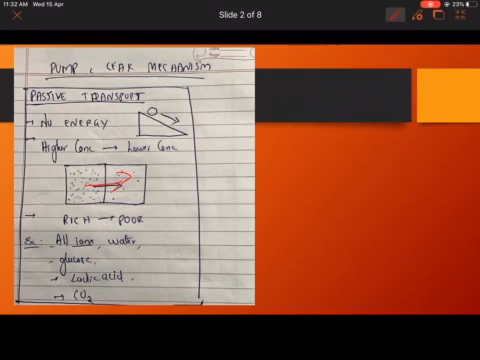 11:32 AM Wed 15 Apr
23%
Slide 2 of 8
PUMP & LEAK MECHANISM
PASSIVE TRANSPORT
→ NO ENERGY
→ Higher Conc → Lower Conc
→ RICH → POOR
Ex:- All ions, water,
- glucose,
→ Lactic acid.
→ CO2